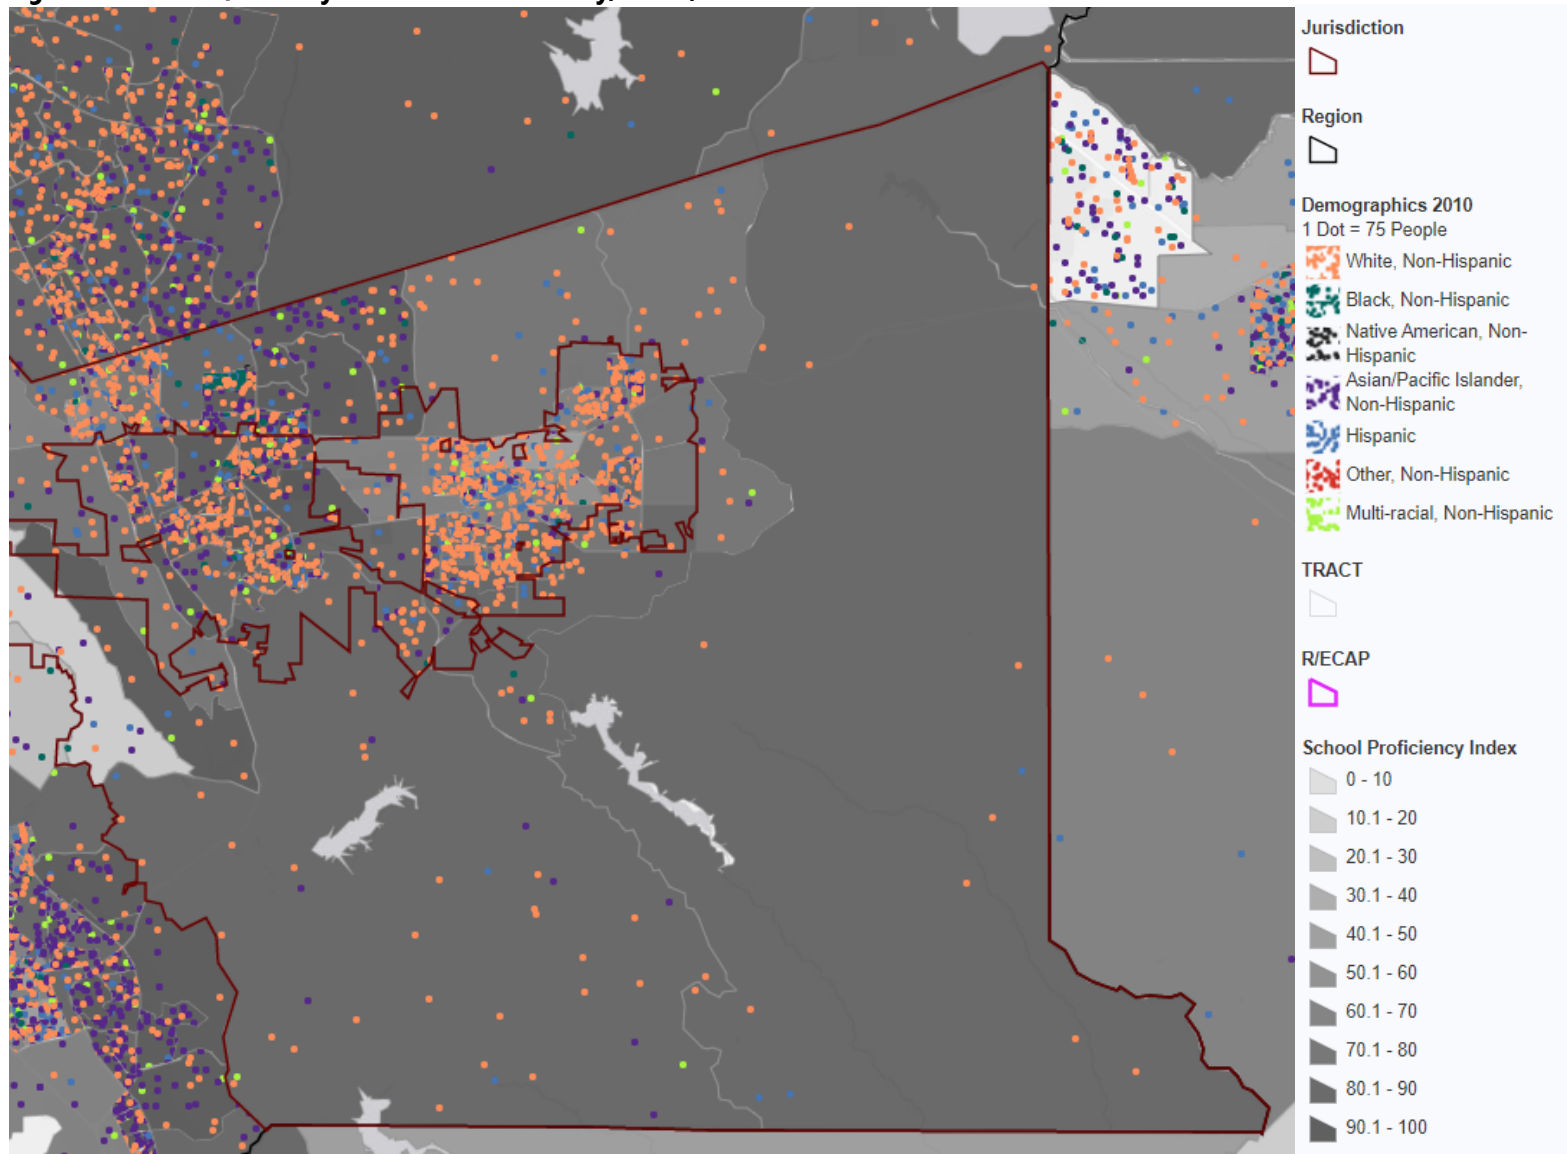 Jurisdiction
Region
Demographics 2010
1 Dot = 75 People
White, Non-Hispanic
Black, Non-Hispanic
Native American, Non-
Hispanic
Asian/Pacific Islander,
Non-Hispanic
Hispanic
Other, Non-Hispanic
Multi-racial, Non-Hispanic
TRACT
R/ECAP
School Proficiency Index
0 - 10
10.1 - 20
20.1 - 30
30.1 - 40
40.1 - 50
50.1 - 60
60.1 - 70
70.1 - 80
80.1 - 90
90.1 - 100